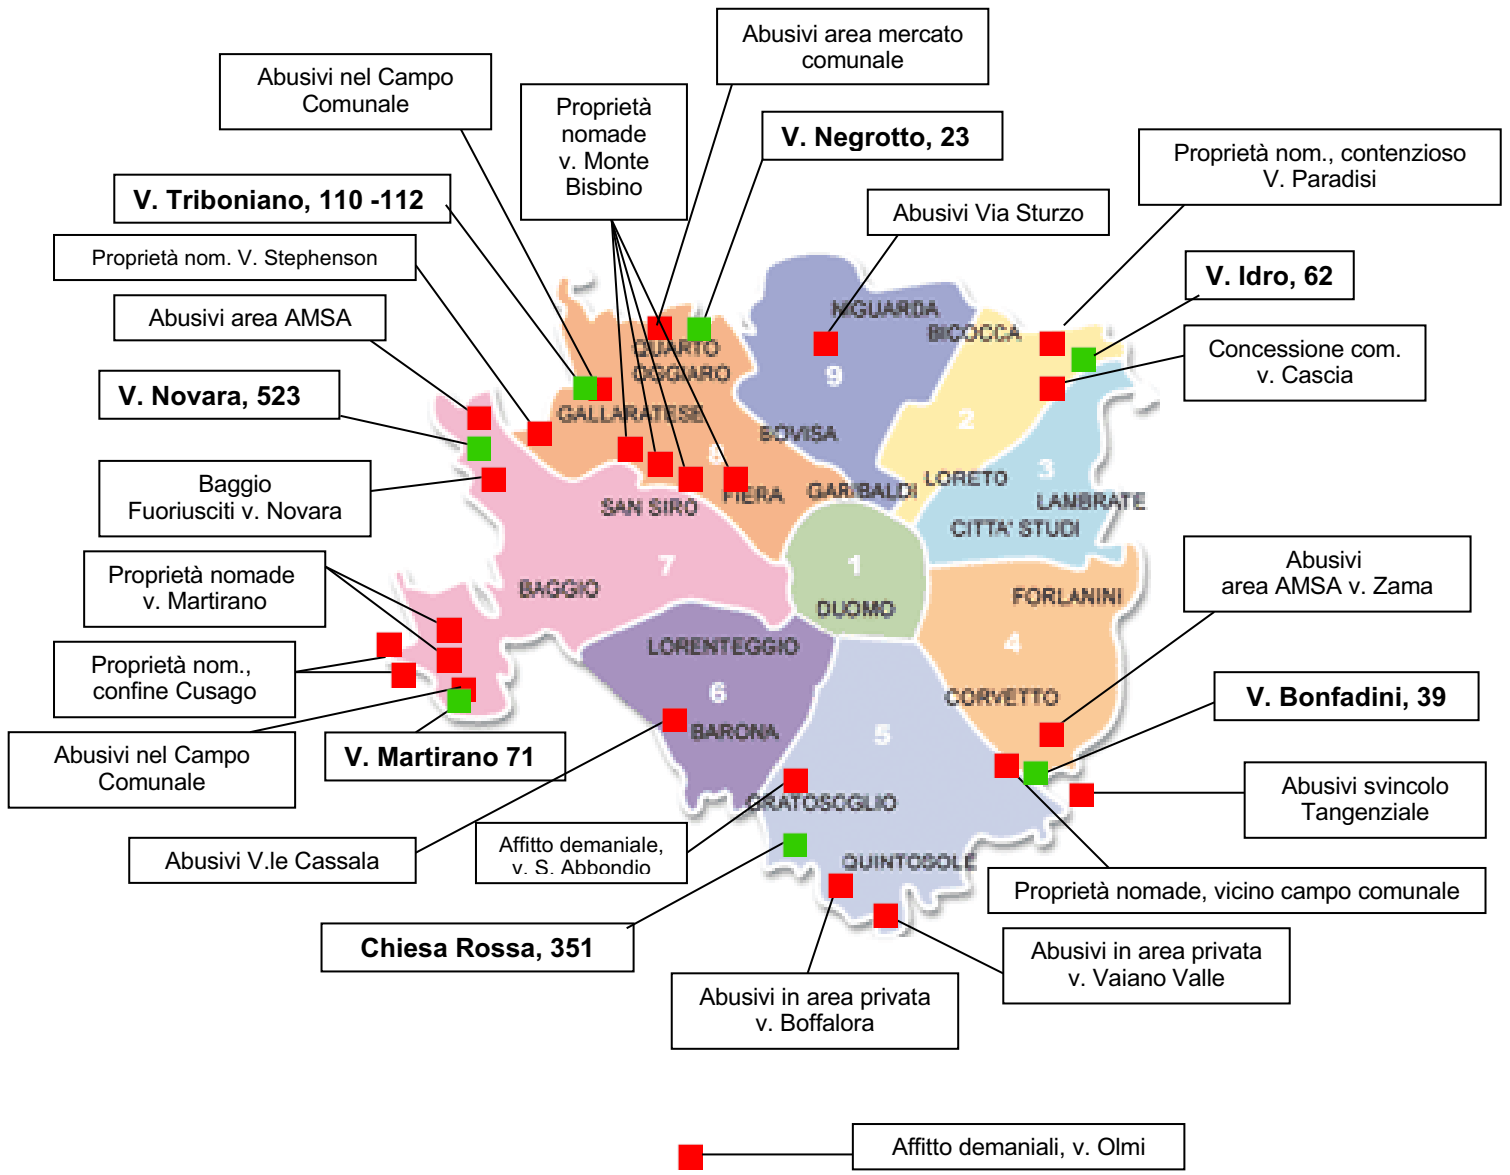 Abusivi area mercato
comunale
Abusivi nel Campo
Comunale
Proprietà
nomade
v. Monte
Bisbino
V. Negrotto, 23
Proprietà nom., contenzioso
V. Paradisi
V. Triboniano, 110 -112
Abusivi Via Sturzo
Proprietà nom. V. Stephenson
V. Idro, 62
Abusivi area AMSA
NIGUARDA
BICOCCA
QUARTO
OGGIARO
Concessione com.
v. Cascia
V. Novara, 523
9
GALLARATESE
2
BOVISA
8
3
Baggio
Fuoriusciti v. Novara
FIERA
GARIBALDI
LORETO
LAMBRATE
SAN SIRO
CITTA' STUDI
Proprietà nomade
v. Martirano
7
1
BAGGIO
DUOMO
FORLANINI
Abusivi
area AMSA v. Zama
LORENTEGGIO
4
Proprietà nom.,
confine Cusago
6
CORVETTO
V. Bonfadini, 39
BARONA
5
Abusivi nel Campo
Comunale
V. Martirano 71
GRATOSOGLIO
Abusivi svincolo
Tangenziale
Abusivi V.le Cassala
Affitto demaniale,
v. S. Abbondio
QUINTOSOLE
Proprietà nomade, vicino campo comunale
Chiesa Rossa, 351
Abusivi in area privata
v. Vaiano Valle
Abusivi in area privata
v. Boffalora
Affitto demaniali, v. Olmi